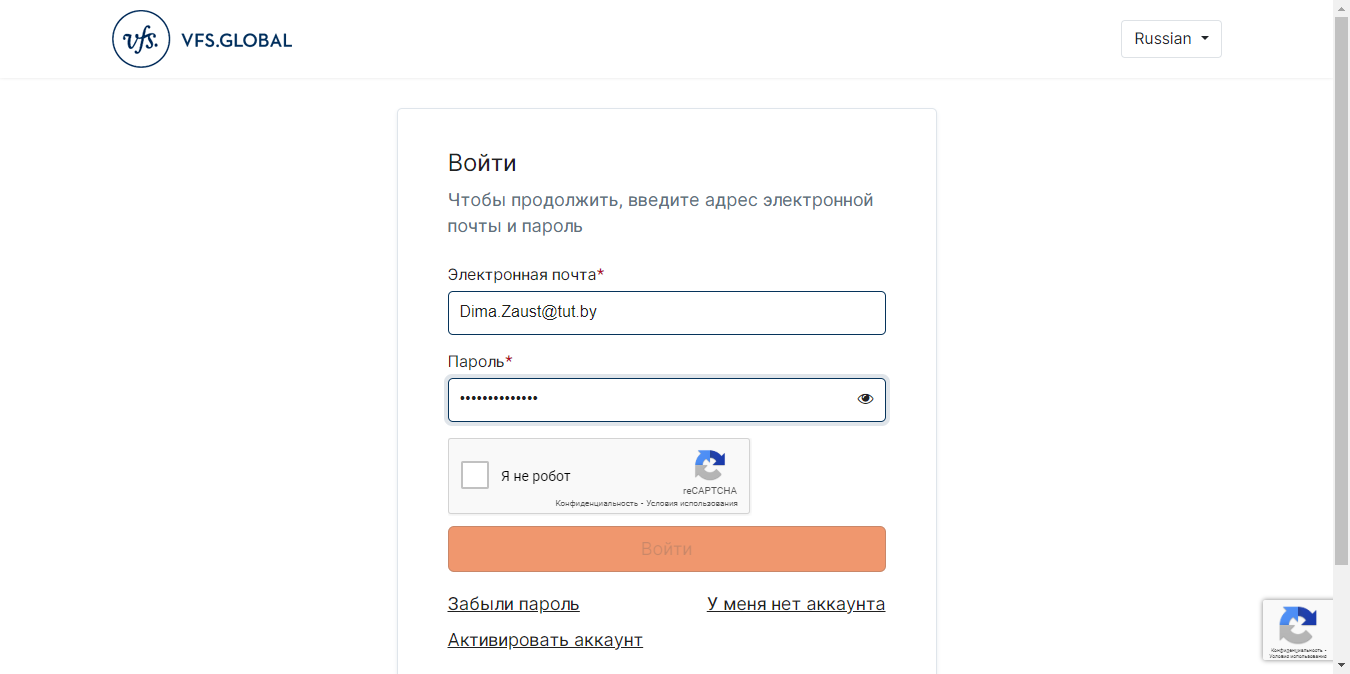 vfs. VFS.GLOBAL
Russian
Войти
Чтобы продолжить, введите адрес электронной
почты и пароль
Электронная почта*
Dima.Zaust@tut.by
Пароль*
••••••••••••••
Я не робот
reCAPTCHA
Конфиденциальность - Условия использования
Войти
Забыли пароль
У меня нет аккаунта
Активировать аккаунт
Конфиденциальность -
Условия использования